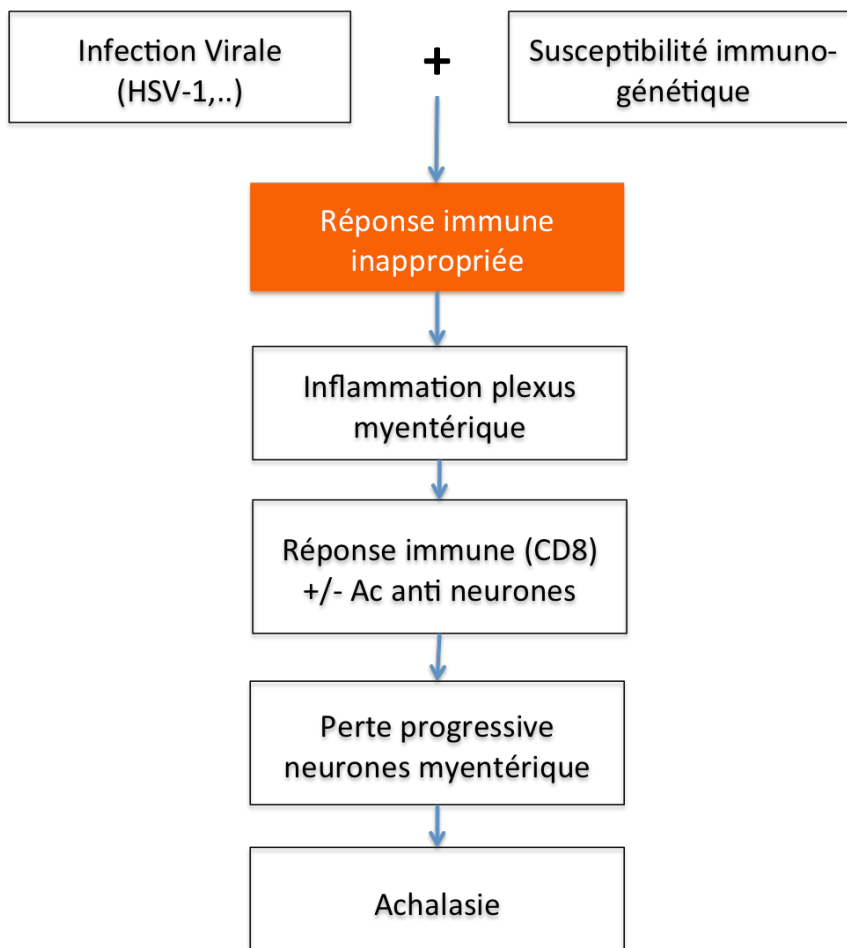 Infection Virale
(HSV-1,..)
+
Susceptibilité immuno-
génétique
Réponse immune
inappropriée
Inflammation plexus
myentérique
Réponse immune (CD8)
+/- Ac anti neurones
Perte progressive
neurones myentérique
Achalasie